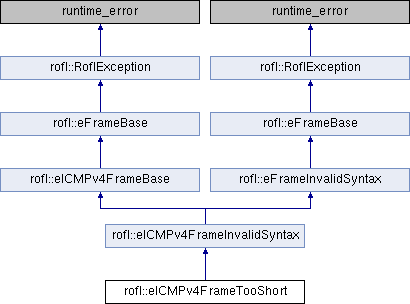 runtime_error
runtime_error
rofl::RoflException
rofl::RoflException
rofl::eFrameBase
rofl::eFrameBase
rofl::eICMPv4FrameBase
rofl::eFrameInvalidSyntax
rofl::eICMPv4FrameInvalidSyntax
rofl::eICMPv4FrameTooShort